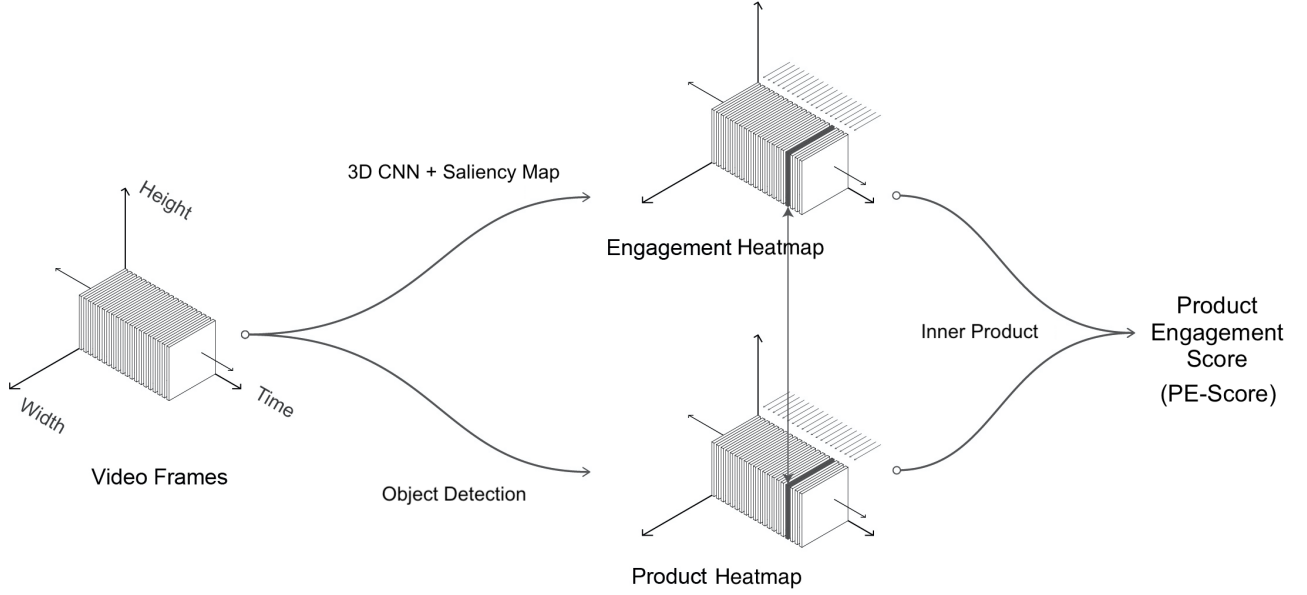 3D CNN + Saliency Map
Height
Width
Time
Video Frames
Object Detection
Engagement Heatmap
Product Heatmap
Inner Product
Product
Engagement
Score
(PE-Score)